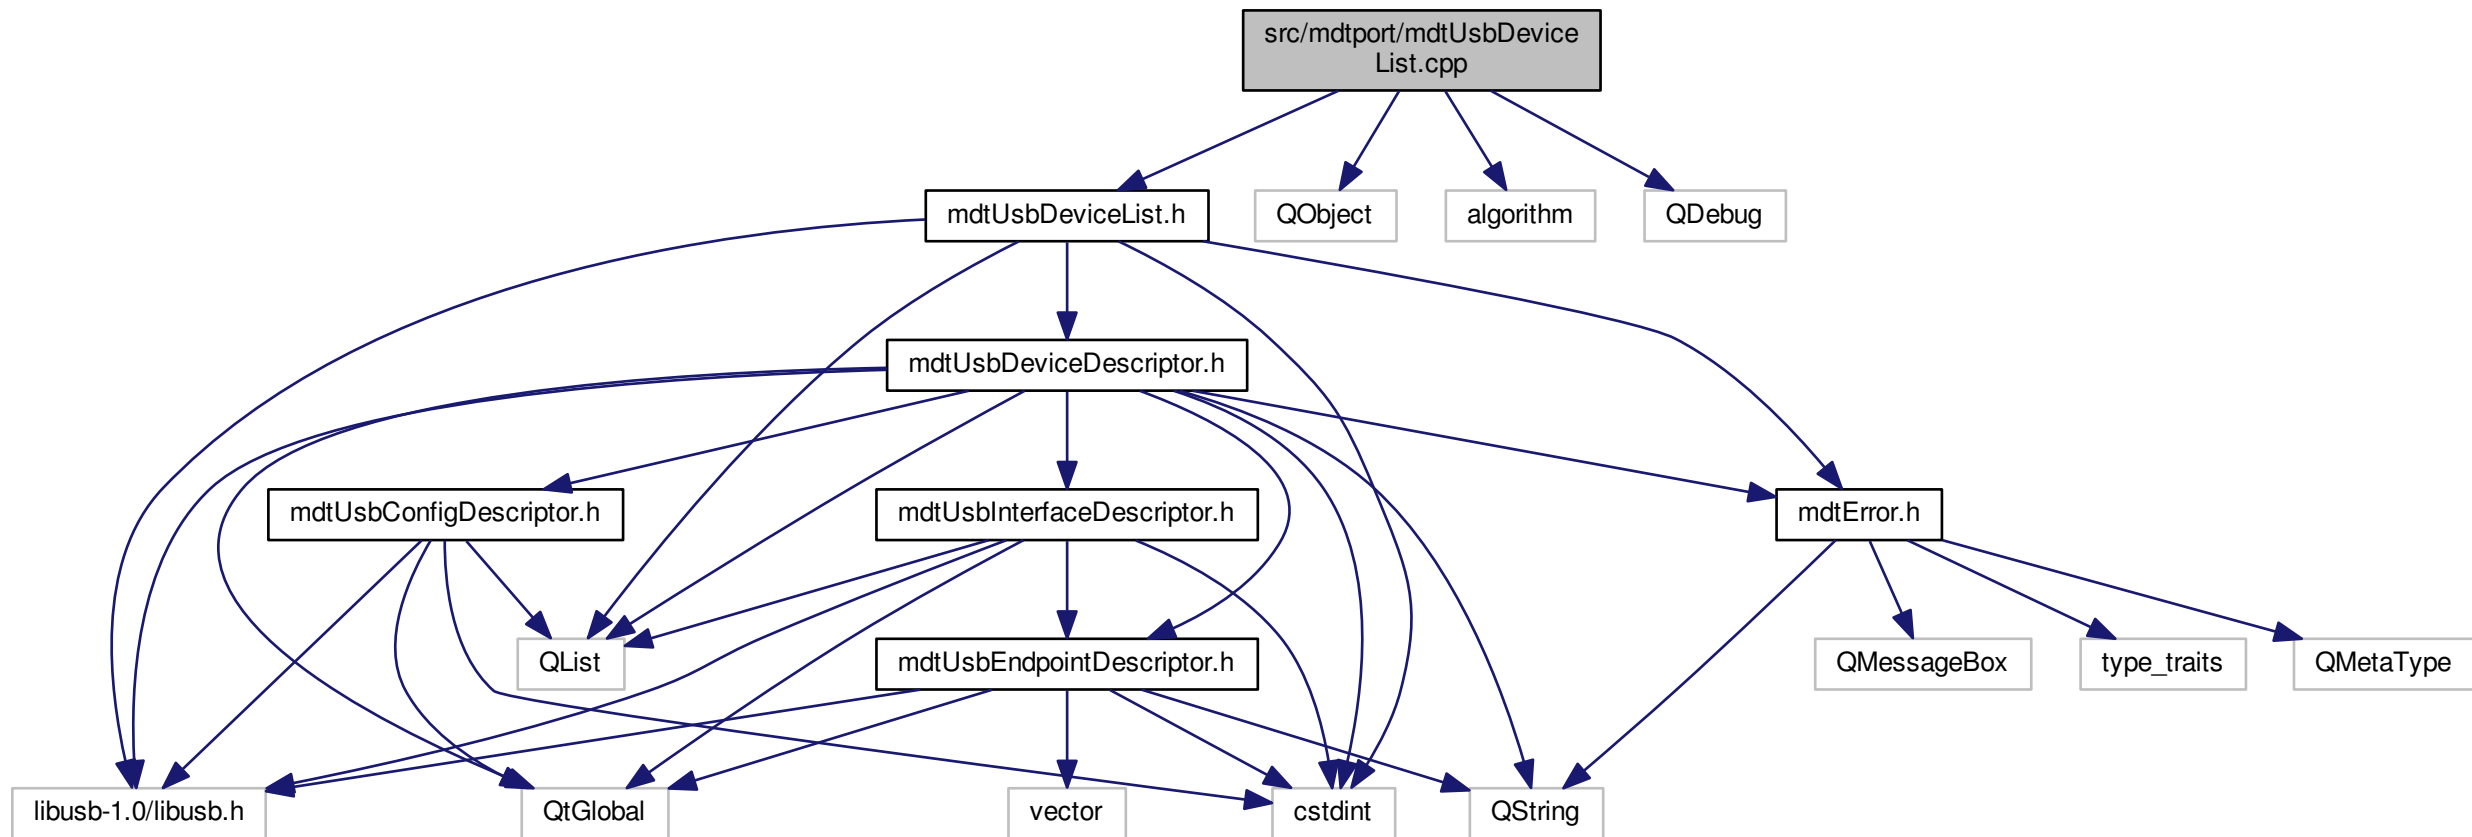 src/mdtport/mdtUsbDevice
List.cpp
mdtUsbDeviceList.h
QObject
algorithm
QDebug
mdtUsbDeviceDescriptor.h
mdtUsbConfigDescriptor.h
mdtUsbInterfaceDescriptor.h
mdtError.h
QList
mdtUsbEndpointDescriptor.h
QMessageBox
type_traits
QMetaType
libusb-1.0/libusb.h
QtGlobal
vector
cstdint
QString